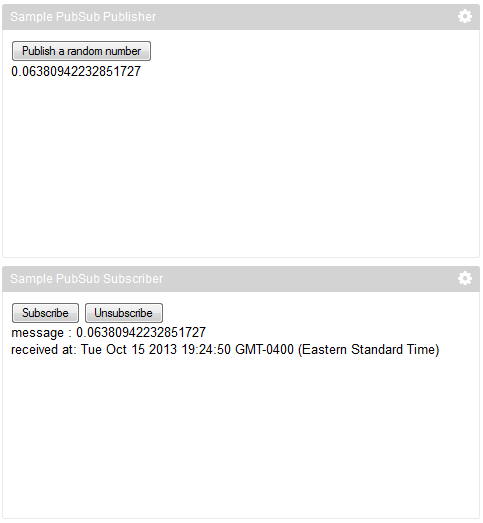 Sample PubSub Publisher
Publish a random number
0.06380942232851727
Sample PubSub Subscriber
Subscribe Unsubscribe
message : 0.06380942232851727
received at: Tue Oct 15 2013 19:24:50 GMT-0400 (Eastern Standard Time)